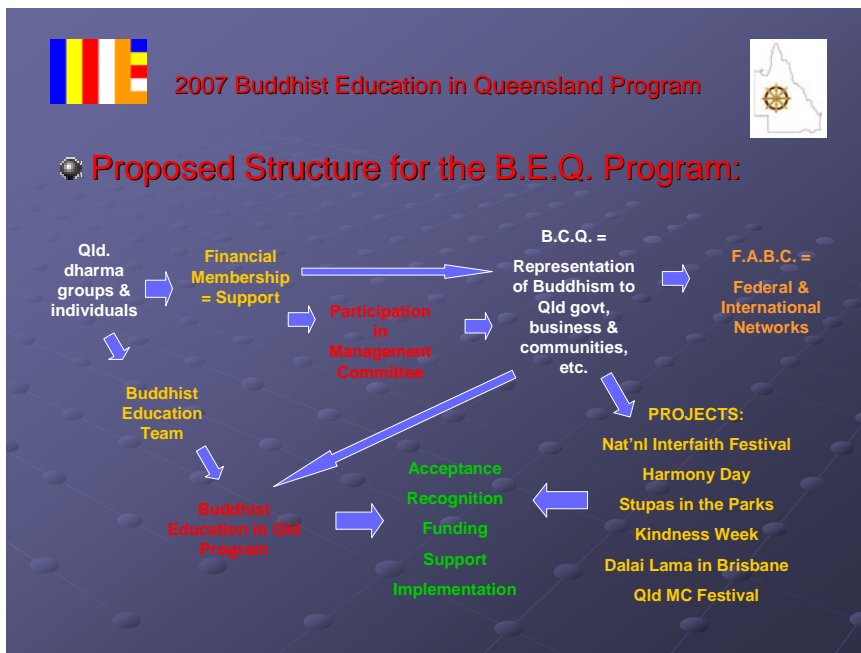 2007 Buddhist Education in Queensland Program
Proposed Structure for the B.E.Q. Program:
Qld.
dharma
groups &
individuals
Financial
Membership
= Support
Participation
in
Management
Committee
B.C.Q. =
Representation
of Buddhism to
Qld govt,
business &
communities,
etc.
F.A.B.C. =
Federal &
International
Networks
Buddhist
Education
Team
Buddhist
Education in Qld
Program
Acceptance
Recognition
Funding
Support
Implementation
PROJECTS:
Nat’nl Interfaith Festival
Harmony Day
Stupas in the Parks
Kindness Week
Dalai Lama in Brisbane
Qld MC Festival